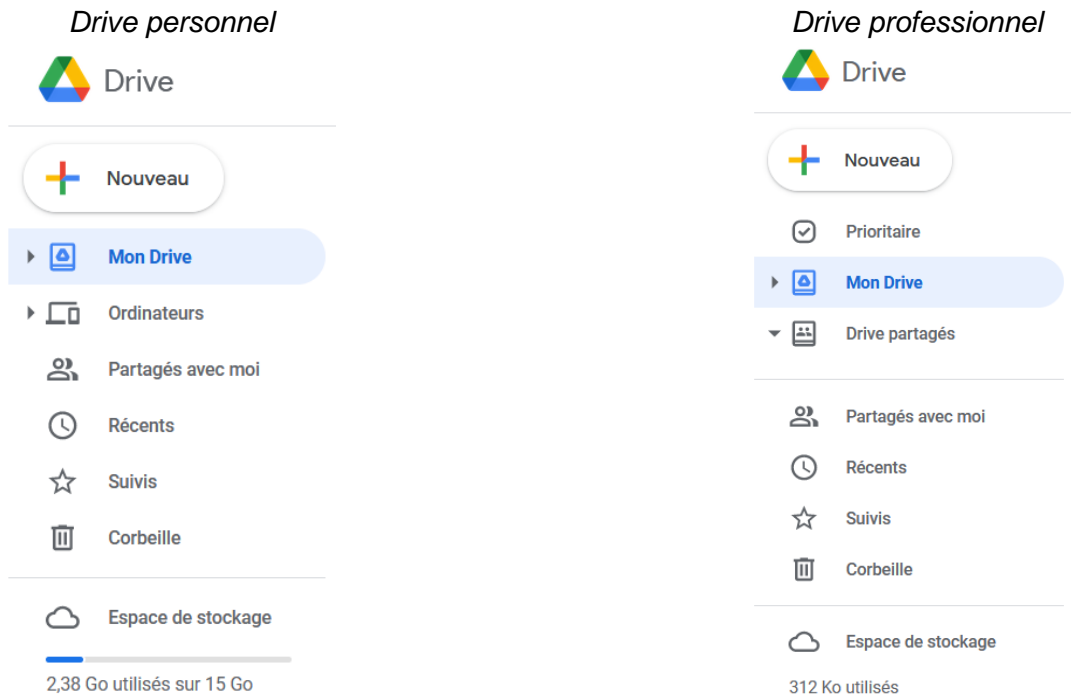 Drive personnel
Drive
Nouveau
Mon Drive
Ordinateurs
Partagés avec moi
Récents
Suivis
Corbeille
Espace de stockage
2,38 Go utilisés sur 15 Go
Drive professionnel
Drive
Nouveau
Prioritaire
Mon Drive
Drive partagés
Partagés avec moi
Récents
Suivis
Corbeille
Espace de stockage
312 Ko utilisés